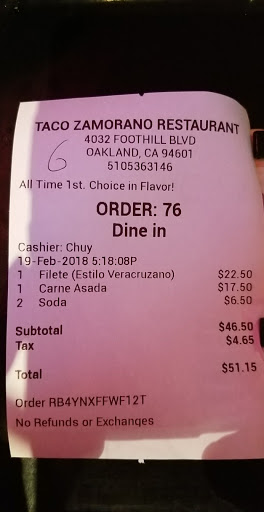 TACO ZAMORANO RESTAURANT
4032 FOOTHILL BLVD
OAKLAND, CA 94601
5105363146
6
All Time 1st. Choice in Flavor!
ORDER: 76
Dine in
Cashier: Chuy
19-Feb-2018 5:18:08P
1 Filete (Estilo Veracruzano) $22.50
1 Carne Asada $17.50
2 Soda $6.50
Subtotal $46.50
Tax $4.65
Total $51.15
Order RB4YNXFFWF12T
No Refunds or Exchanges